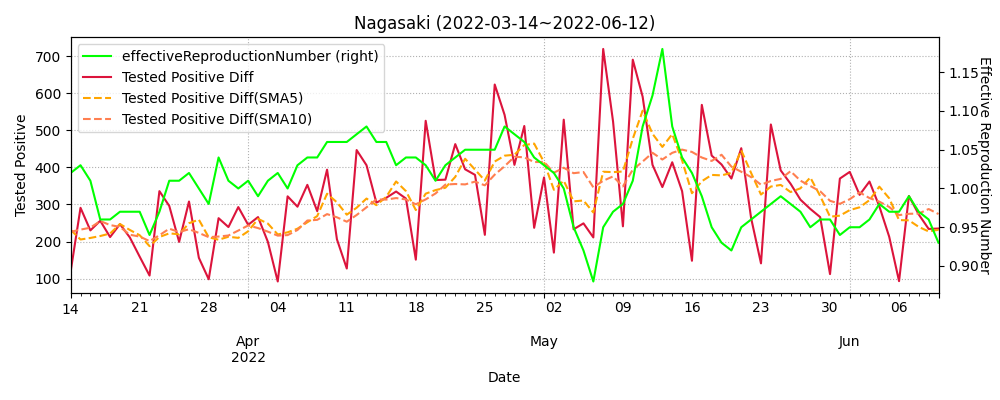 Nagasaki (2022-03-14~2022-06-12)
effectiveReproductionNumber (right)
Tested Positive Diff
Tested Positive Diff(SMA5)
Tested Positive Diff(SMA10)
Tested Positive
700
600
500
400
300
200
100
1.15
1.10
1.05
1.00
0.95
0.90
Effective Reproduction Number
14 21 28 04 11 18 25 02 09 16 23 30 06
Apr May Jun
2022
Date